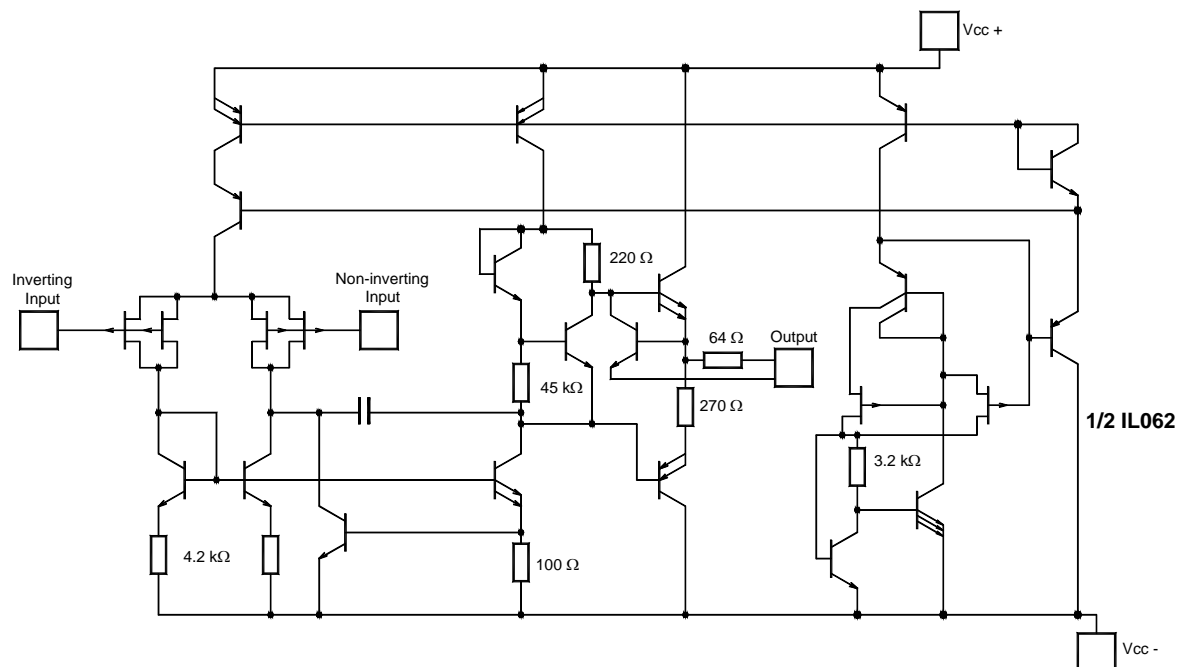 Vcc +
220 Ω
Inverting
Input
Non-inverting
Input
64 Ω
Output
45 kΩ
270 Ω
1/2 IL062
3.2 kΩ
4.2 kΩ
100 Ω
Vcc -